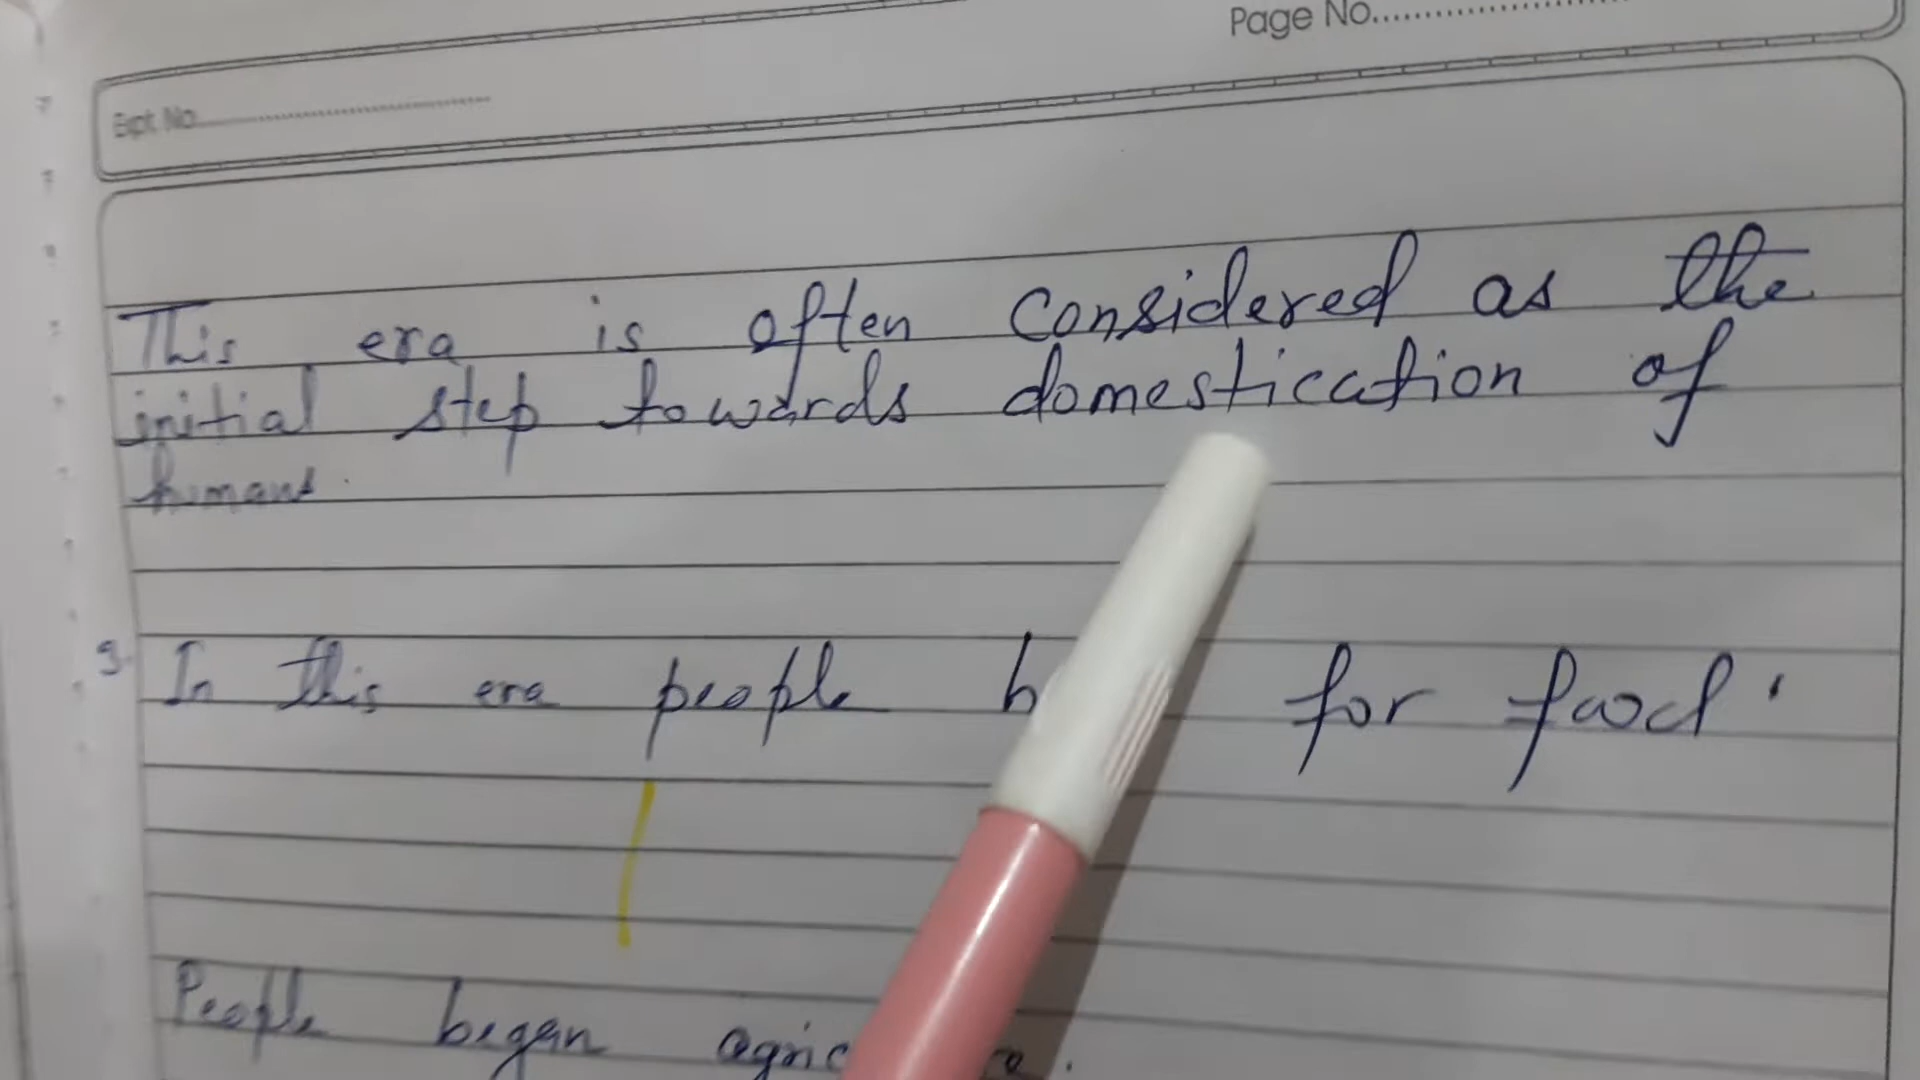 Page No.
Expt. No.
This era is often considered as the
initial step towards domestication of
humans.
3. In this era people for food.
People began